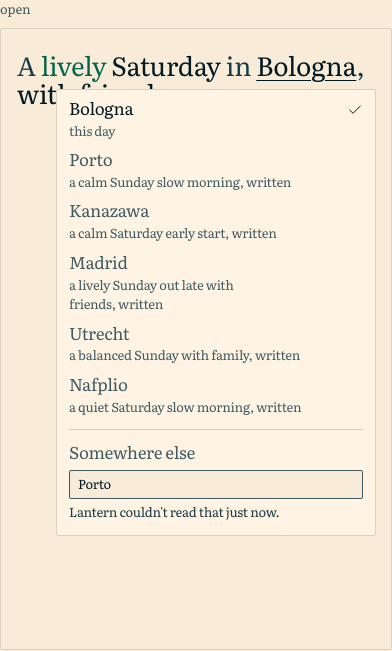 open
A lively Saturday in Bologna,
with
Bologna
this day
Porto
a calm Sunday slow morning, written
Kanazawa
a calm Saturday early start, written
Madrid
a lively Sunday out late with
friends, written
Utrecht
a balanced Sunday with family, written
Nafplio
a quiet Saturday slow morning, written
Somewhere else
Porto
Lantern couldn't read that just now.